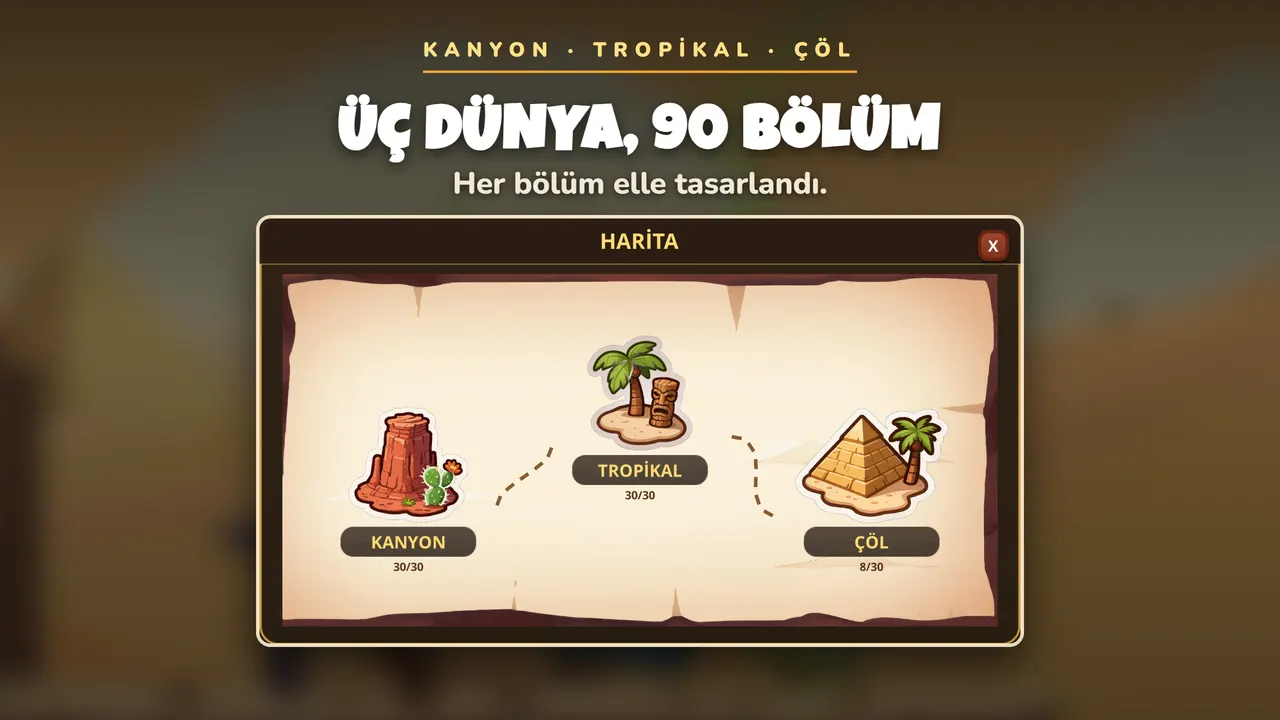 KANYON · TROPİKAL · ÇÖL
ÜÇ DÜNYA, 90 BÖLÜM
Her bölüm elle tasarlandı.
HARİTA
X
TROPİKAL
30/30
KANYON
30/30
ÇÖL
8/30